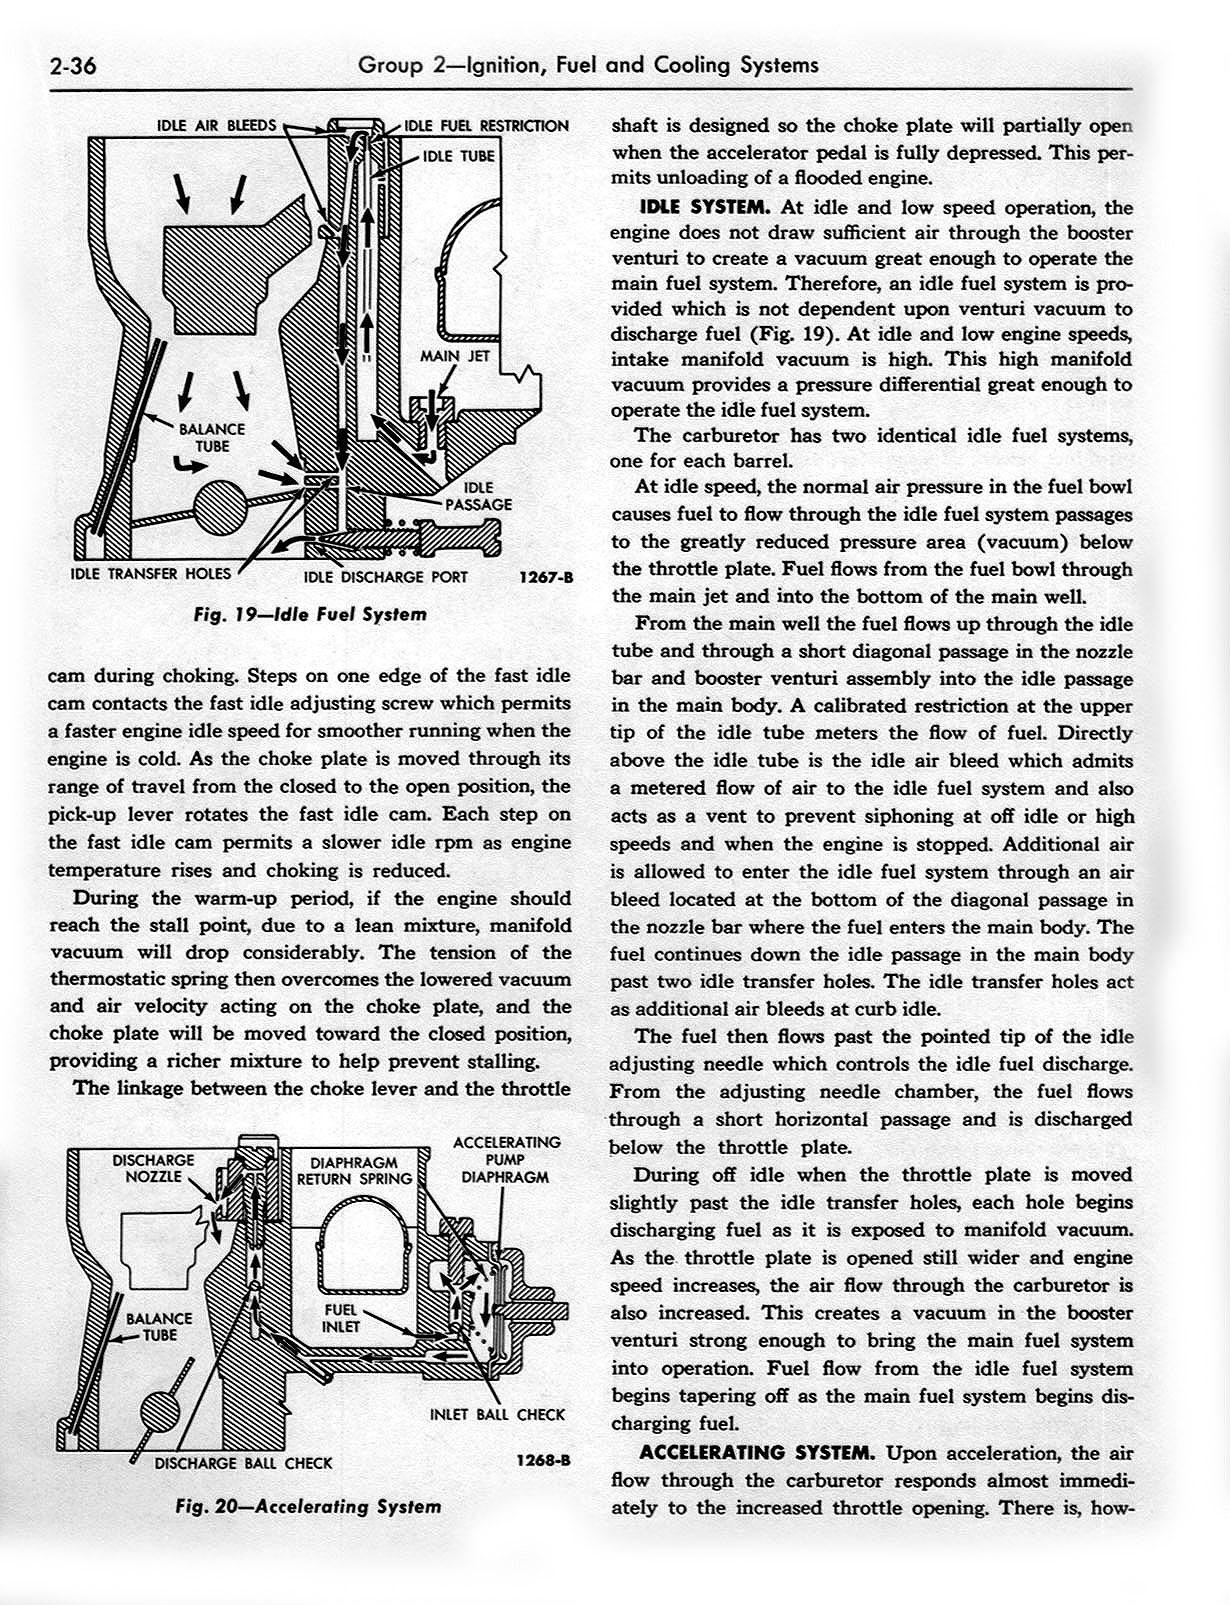 2-36
Group 2—Ignition, Fuel and Cooling Systems
IDLE AIR BLEEDS
IDLE FUEL RESTRICTION
IDLE TUBE
MAIN JET
BALANCE
TUBE
IDLE
PASSAGE
IDLE TRANSFER HOLES
IDLE DISCHARGE PORT
1267-B
Fig. 19—Idle Fuel System
cam during choking. Steps on one edge of the fast idle
cam contacts the fast idle adjusting screw which permits
a faster engine idle speed for smoother running when the
engine is cold. As the choke plate is moved through its
range of travel from the closed to the open position, the
pick-up lever rotates the fast idle cam. Each step on
the fast idle cam permits a slower idle rpm as engine
temperature rises and choking is reduced.
During the warm-up period, if the engine should
reach the stall point, due to a lean mixture, manifold
vacuum will drop considerably. The tension of the
thermostatic spring then overcomes the lowered vacuum
and air velocity acting on the choke plate, and the
choke plate will be moved toward the closed position,
providing a richer mixture to help prevent stalling.
The linkage between the choke lever and the throttle
DISCHARGE
NOZZLE
DIAPHRAGM
RETURN SPRING
ACCELERATING
PUMP
DIAPHRAGM
BALANCE
TUBE
FUEL
INLET
INLET BALL CHECK
DISCHARGE BALL CHECK
1268-B
Fig. 20—Accelerating System
shaft is designed so the choke plate will partially open
when the accelerator pedal is fully depressed. This per-
mits unloading of a flooded engine.
IDLE SYSTEM. At idle and low speed operation, the
engine does not draw sufficient air through the booster
venturi to create a vacuum great enough to operate the
main fuel system. Therefore, an idle fuel system is pro-
vided which is not dependent upon venturi vacuum to
discharge fuel (Fig. 19). At idle and low engine speeds,
intake manifold vacuum is high. This high manifold
vacuum provides a pressure differential great enough to
operate the idle fuel system.
The carburetor has two identical idle fuel systems,
one for each barrel.
At idle speed, the normal air pressure in the fuel bowl
causes fuel to flow through the idle fuel system passages
to the greatly reduced pressure area (vacuum) below
the throttle plate. Fuel flows from the fuel bowl through
the main jet and into the bottom of the main well.
From the main well the fuel flows up through the idle
tube and through a short diagonal passage in the nozzle
bar and booster venturi assembly into the idle passage
in the main body. A calibrated restriction at the upper
tip of the idle tube meters the flow of fuel. Directly
above the idle tube is the idle air bleed which admits
a metered flow of air to the idle fuel system and also
acts as a vent to prevent siphoning at off idle or high
speeds and when the engine is stopped. Additional air
is allowed to enter the idle fuel system through an air
bleed located at the bottom of the diagonal passage in
the nozzle bar where the fuel enters the main body. The
fuel continues down the idle passage in the main body
past two idle transfer holes. The idle transfer holes act
as additional air bleeds at curb idle.
The fuel then flows past the pointed tip of the idle
adjusting needle which controls the idle fuel discharge.
From the adjusting needle chamber, the fuel flows
through a short horizontal passage and is discharged
below the throttle plate.
During off idle when the throttle plate is moved
slightly past the idle transfer holes, each hole begins
discharging fuel as it is exposed to manifold vacuum.
As the throttle plate is opened still wider and engine
speed increases, the air flow through the carburetor is
also increased. This creates a vacuum in the booster
venturi strong enough to bring the main fuel system
into operation. Fuel flow from the idle fuel system
begins tapering off as the main fuel system begins dis-
charging fuel.
ACCELERATING SYSTEM. Upon acceleration, the air
flow through the carburetor responds almost immedi-
ately to the increased throttle opening. There is, how-